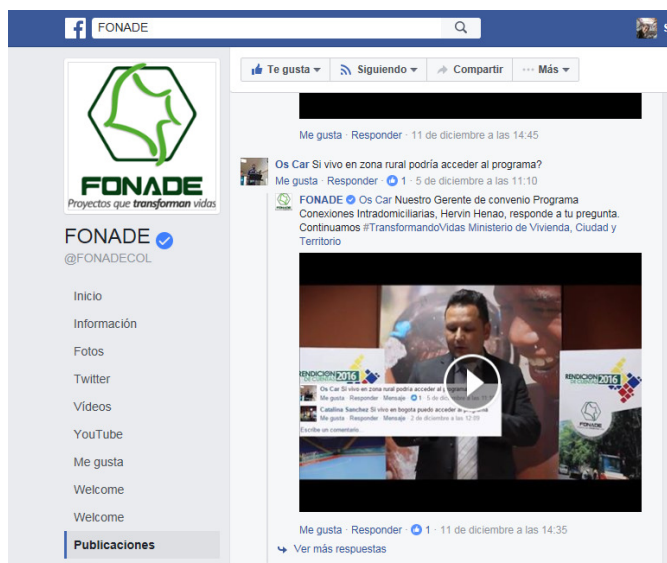 FONADE
S
Te gusta
Siguiendo
Compartir
Más
FONADE
Proyectos que transforman vidas
FONADE
@FONADECOL
Inicio
Información
Fotos
Twitter
Vídeos
YouTube
Me gusta
Welcome
Welcome
Publicaciones
Me gusta · Responder · 11 de diciembre a las 14:45
Os Car Si vivo en zona rural podría acceder al programa?
Me gusta · Responder · 1 · 5 de diciembre a las 11:10
FONADE Os Car Nuestro Gerente de convenio Programa
Conexiones Intradomiciliarias, Hervin Henao, responde a tu pregunta.
Continuamos #TransformandoVidas Ministerio de Vivienda, Ciudad y
Territorio
RENDICION 2016
DE CUENTAS
Os Car Si vivo en zona rural podría acceder al programa
Me gusta Responder Mensaje 1 5 de diciembre a las
Catalina Sanchez Si vivo en bogota puedo acceder al programa
Me gusta Responder Mensaje 2 de diciembre a las 12:09
Escribe un comentario...
RENDICION 2016
DE CUENTAS
FONADE
Me gusta · Responder · 1 · 11 de diciembre a las 14:35
Ver más respuestas